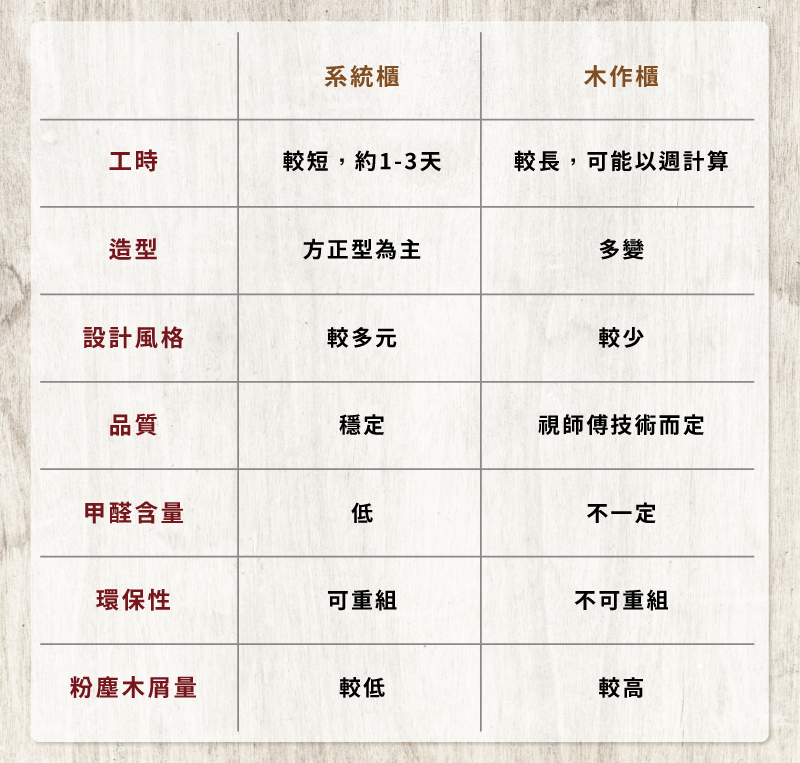 系統櫃 木作櫃
工時 較短，約1-3天 較長，可能以週計算
造型 方正型為主 多變
設計風格 較多元 較少
品質 穩定 視師傅技術而定
甲醛含量 低 不一定
環保性 可重組 不可重組
粉塵木屑量 較低 較高